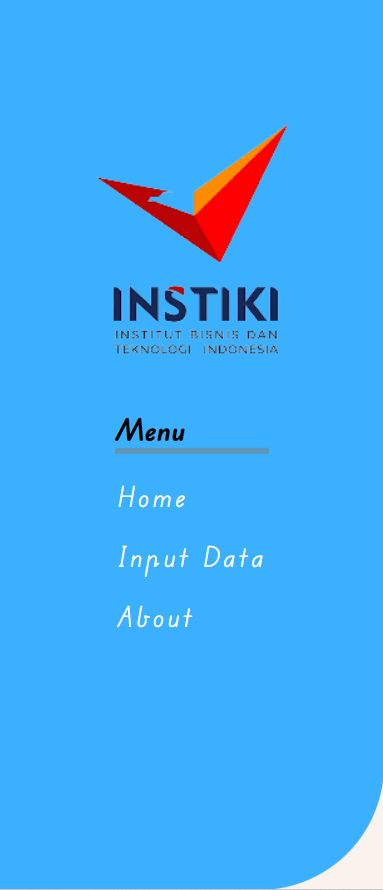 INSTIKI
INSTITUT BISNIS DAN
TEKNOLOGI INDONESIA
Menu
Home
Input Data
About